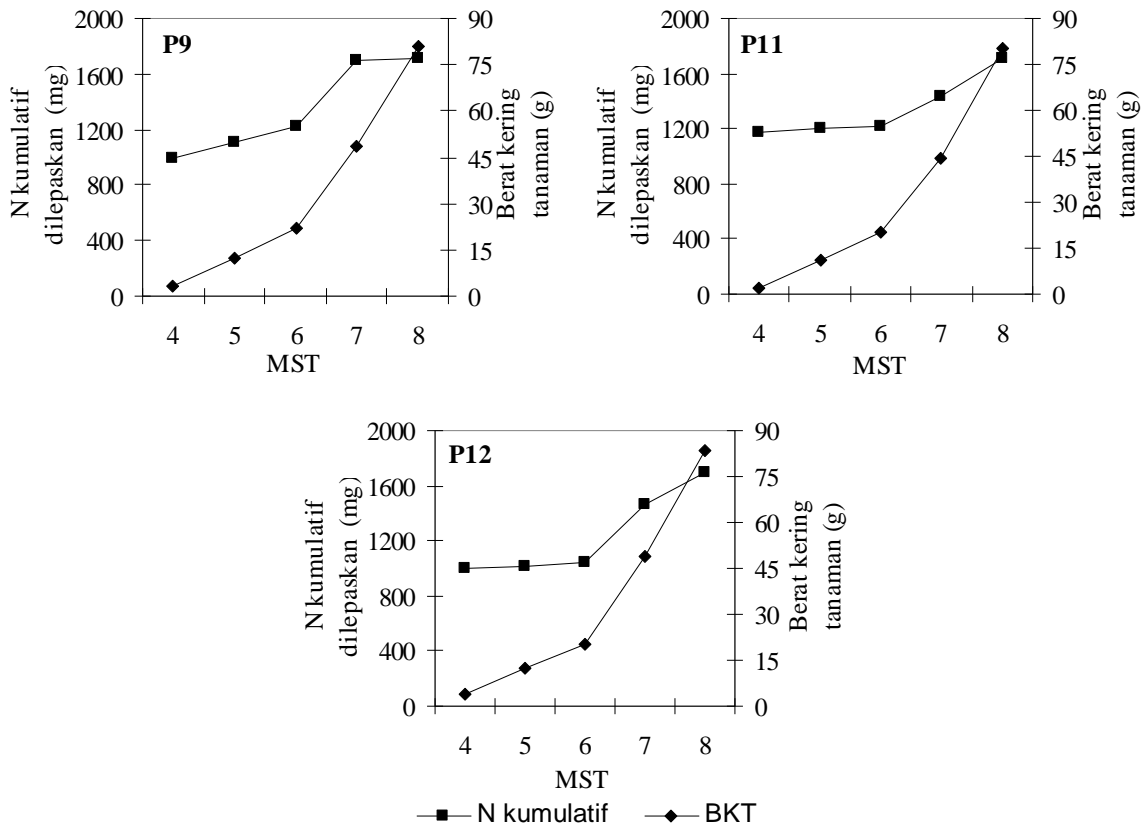 P9
2000
1600
1200
800
400
0
N kumulatif
dilepaskan (mg)
90
75
60
45
30
15
0
Berat kering
tanaman (g)
4 5 6 7 8
MST
P11
2000
1600
1200
800
400
0
N kumulatif
dilepaskan (mg)
90
75
60
45
30
15
0
Berat kering
tanaman (g)
4 5 6 7 8
MST
P12
2000
1600
1200
800
400
0
N kumulatif
dilepaskan (mg)
90
75
60
45
30
15
0
Berat kering
tanaman (g)
4 5 6 7 8
MST
N kumulatif BKT